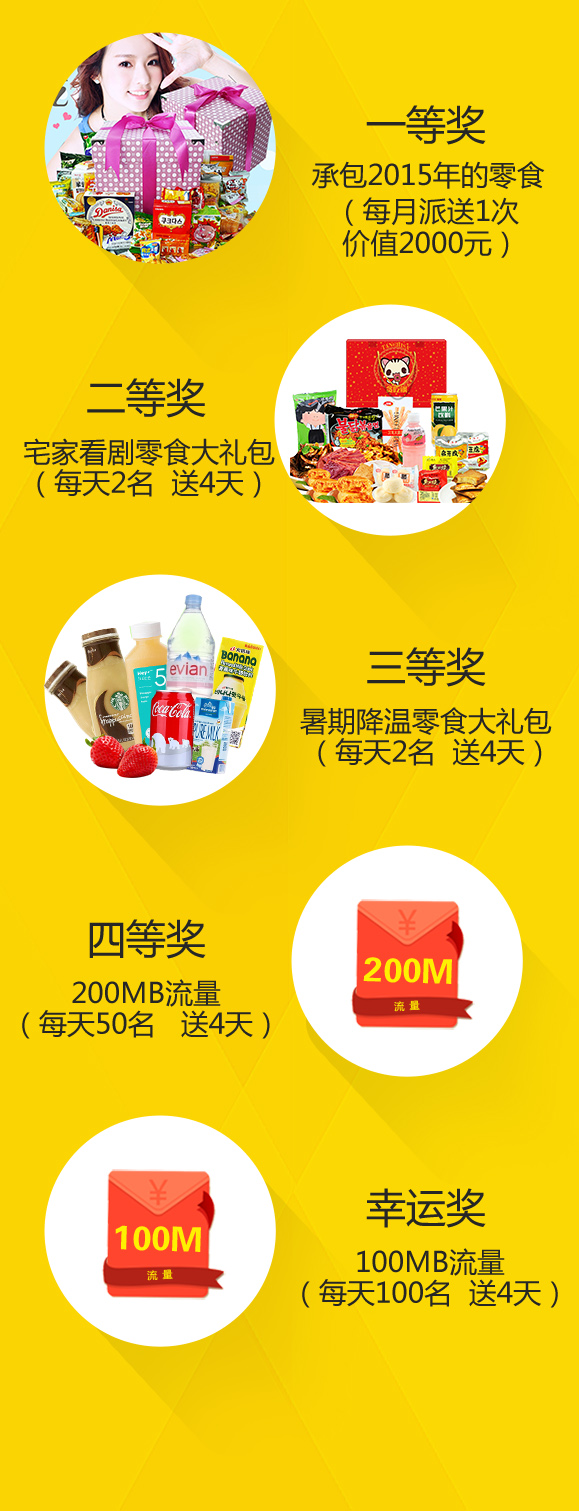 一等奖
承包2015年的零食
（每月派送1次
价值2000元）
Danisa
二等奖
宅家看剧零食大礼包
（每天2名 送4天）
evian
Banana
Coca-Cola
三等奖
暑期降温零食大礼包
（每天2名 送4天）
四等奖
200MB流量
（每天50名 送4天）
¥
200M
流量
¥
100M
流量
幸运奖
100MB流量
（每天100名 送4天）